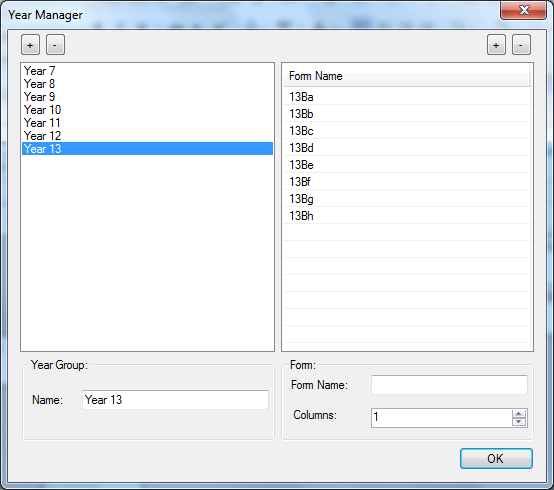 Year Manager
+ - + -
Year 7
Year 8
Year 9
Year 10
Year 11
Year 12
Year 13
Form Name
13Ba
13Bb
13Bc
13Bd
13Be
13Bf
13Bg
13Bh
Year Group:
Name: Year 13
Form:
Form Name:
Columns: 1
OK